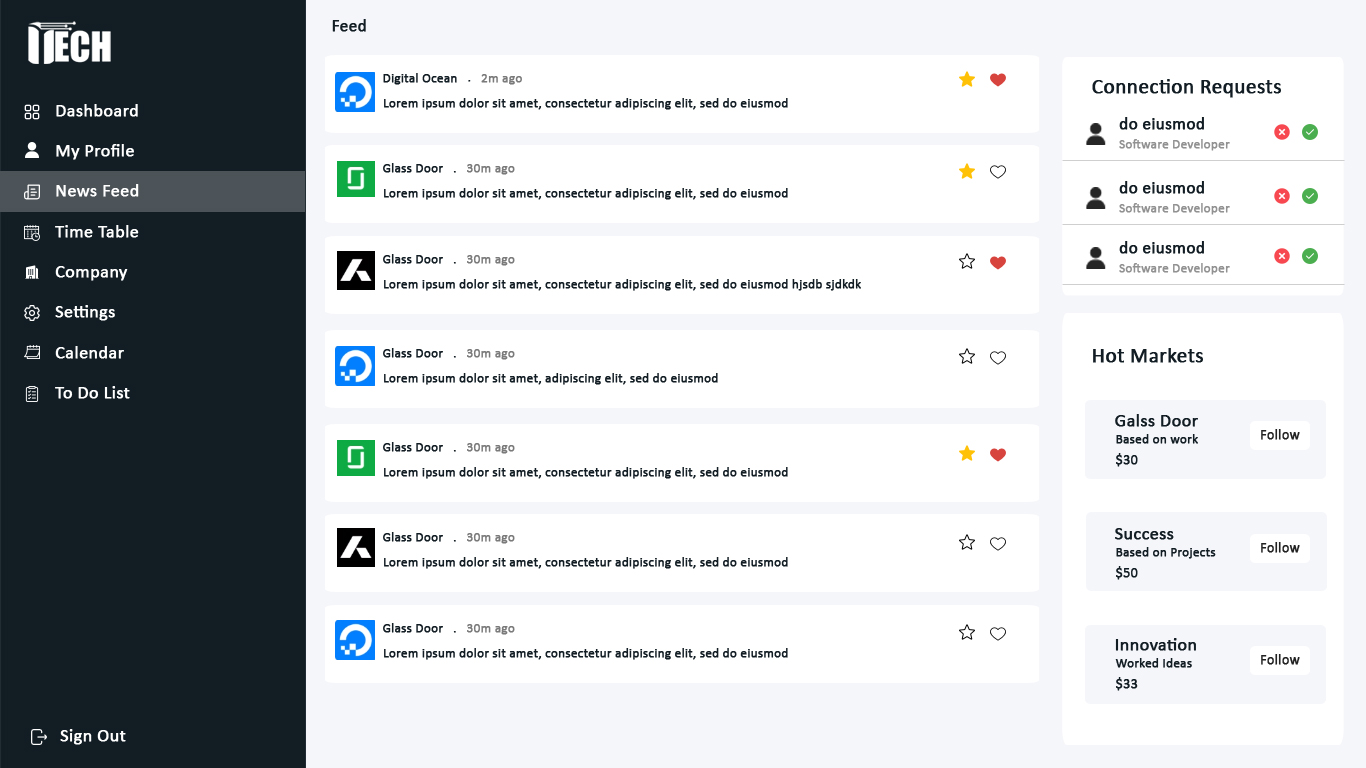 iTECH
Dashboard
My Profile
News Feed
Time Table
Company
Settings
Calendar
To Do List
Sign Out
Feed
Digital Ocean . 2m ago
Lorem ipsum dolor sit amet, consectetur adipiscing elit, sed do eiusmod
Glass Door . 30m ago
Lorem ipsum dolor sit amet, consectetur adipiscing elit, sed do eiusmod
Glass Door . 30m ago
Lorem ipsum dolor sit amet, consectetur adipiscing elit, sed do eiusmod hjsdb sjdkdk
Glass Door . 30m ago
Lorem ipsum dolor sit amet, adipiscing elit, sed do eiusmod
Glass Door . 30m ago
Lorem ipsum dolor sit amet, consectetur adipiscing elit, sed do eiusmod
Glass Door . 30m ago
Lorem ipsum dolor sit amet, consectetur adipiscing elit, sed do eiusmod
Glass Door . 30m ago
Lorem ipsum dolor sit amet, consectetur adipiscing elit, sed do eiusmod
Connection Requests
do eiusmod
Software Developer
do eiusmod
Software Developer
do eiusmod
Software Developer
Hot Markets
Galss Door
Based on work
$30
Follow
Success
Based on Projects
$50
Follow
Innovation
Worked Ideas
$33
Follow